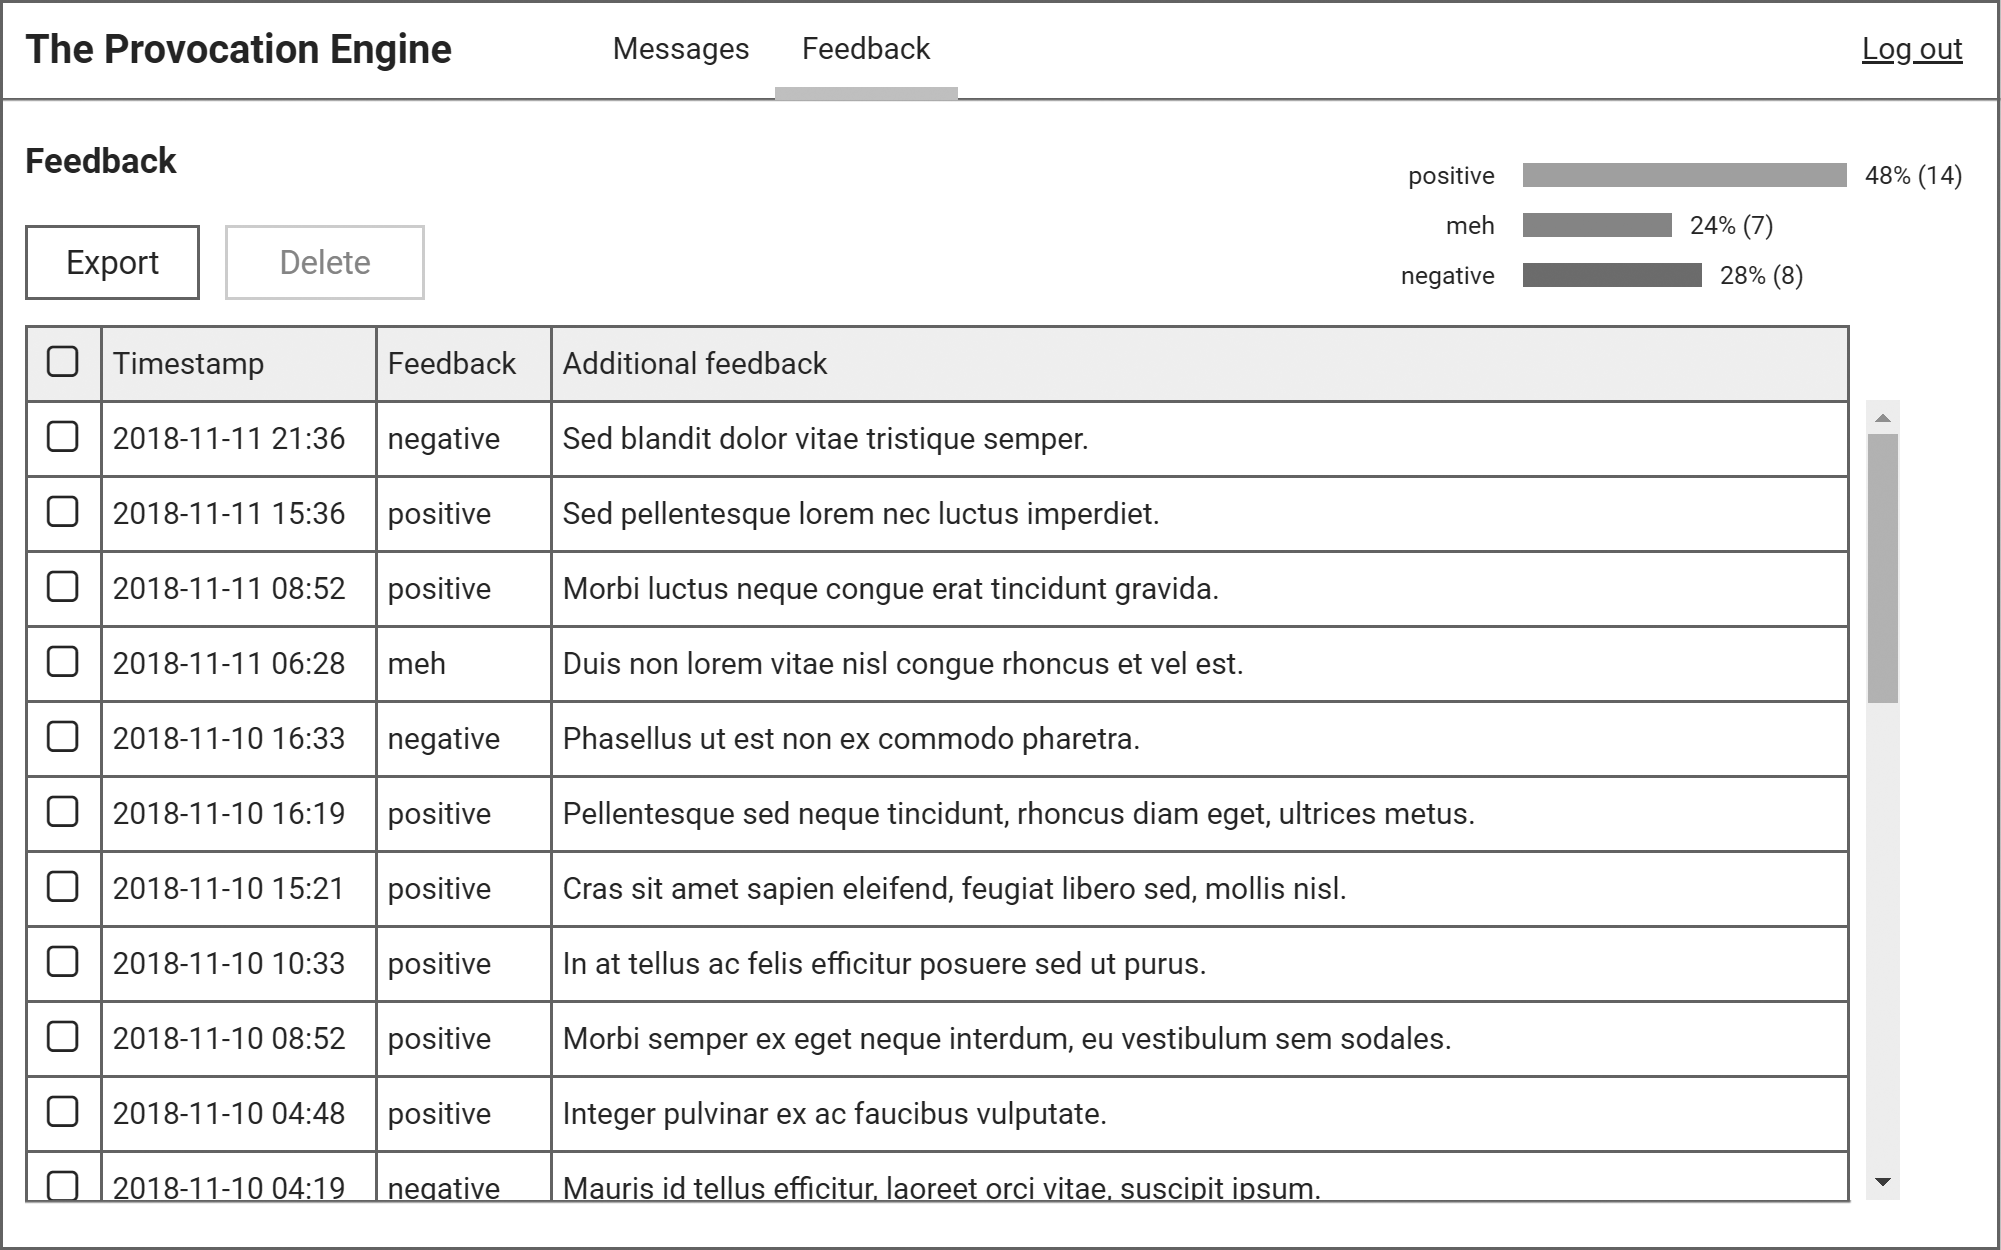 The Provocation Engine Messages Feedback Log out
Feedback
positive 48% (14)
meh 24% (7)
negative 28% (8)
Export Delete
Timestamp Feedback Additional feedback
2018-11-11 21:36 negative Sed blandit dolor vitae tristique semper.
2018-11-11 15:36 positive Sed pellentesque lorem nec luctus imperdiet.
2018-11-11 08:52 positive Morbi luctus neque congue erat tincidunt gravida.
2018-11-11 06:28 meh Duis non lorem vitae nisl congue rhoncus et vel est.
2018-11-10 16:33 negative Phasellus ut est non ex commodo pharetra.
2018-11-10 16:19 positive Pellentesque sed neque tincidunt, rhoncus diam eget, ultrices metus.
2018-11-10 15:21 positive Cras sit amet sapien eleifend, feugiat libero sed, mollis nisl.
2018-11-10 10:33 positive In at tellus ac felis efficitur posuere sed ut purus.
2018-11-10 08:52 positive Morbi semper ex eget neque interdum, eu vestibulum sem sodales.
2018-11-10 04:48 positive Integer pulvinar ex ac faucibus vulputate.
2018-11-10 04:19 negative Mauris id tellus efficitur, laoreet orci vitae, suscipit ipsum.